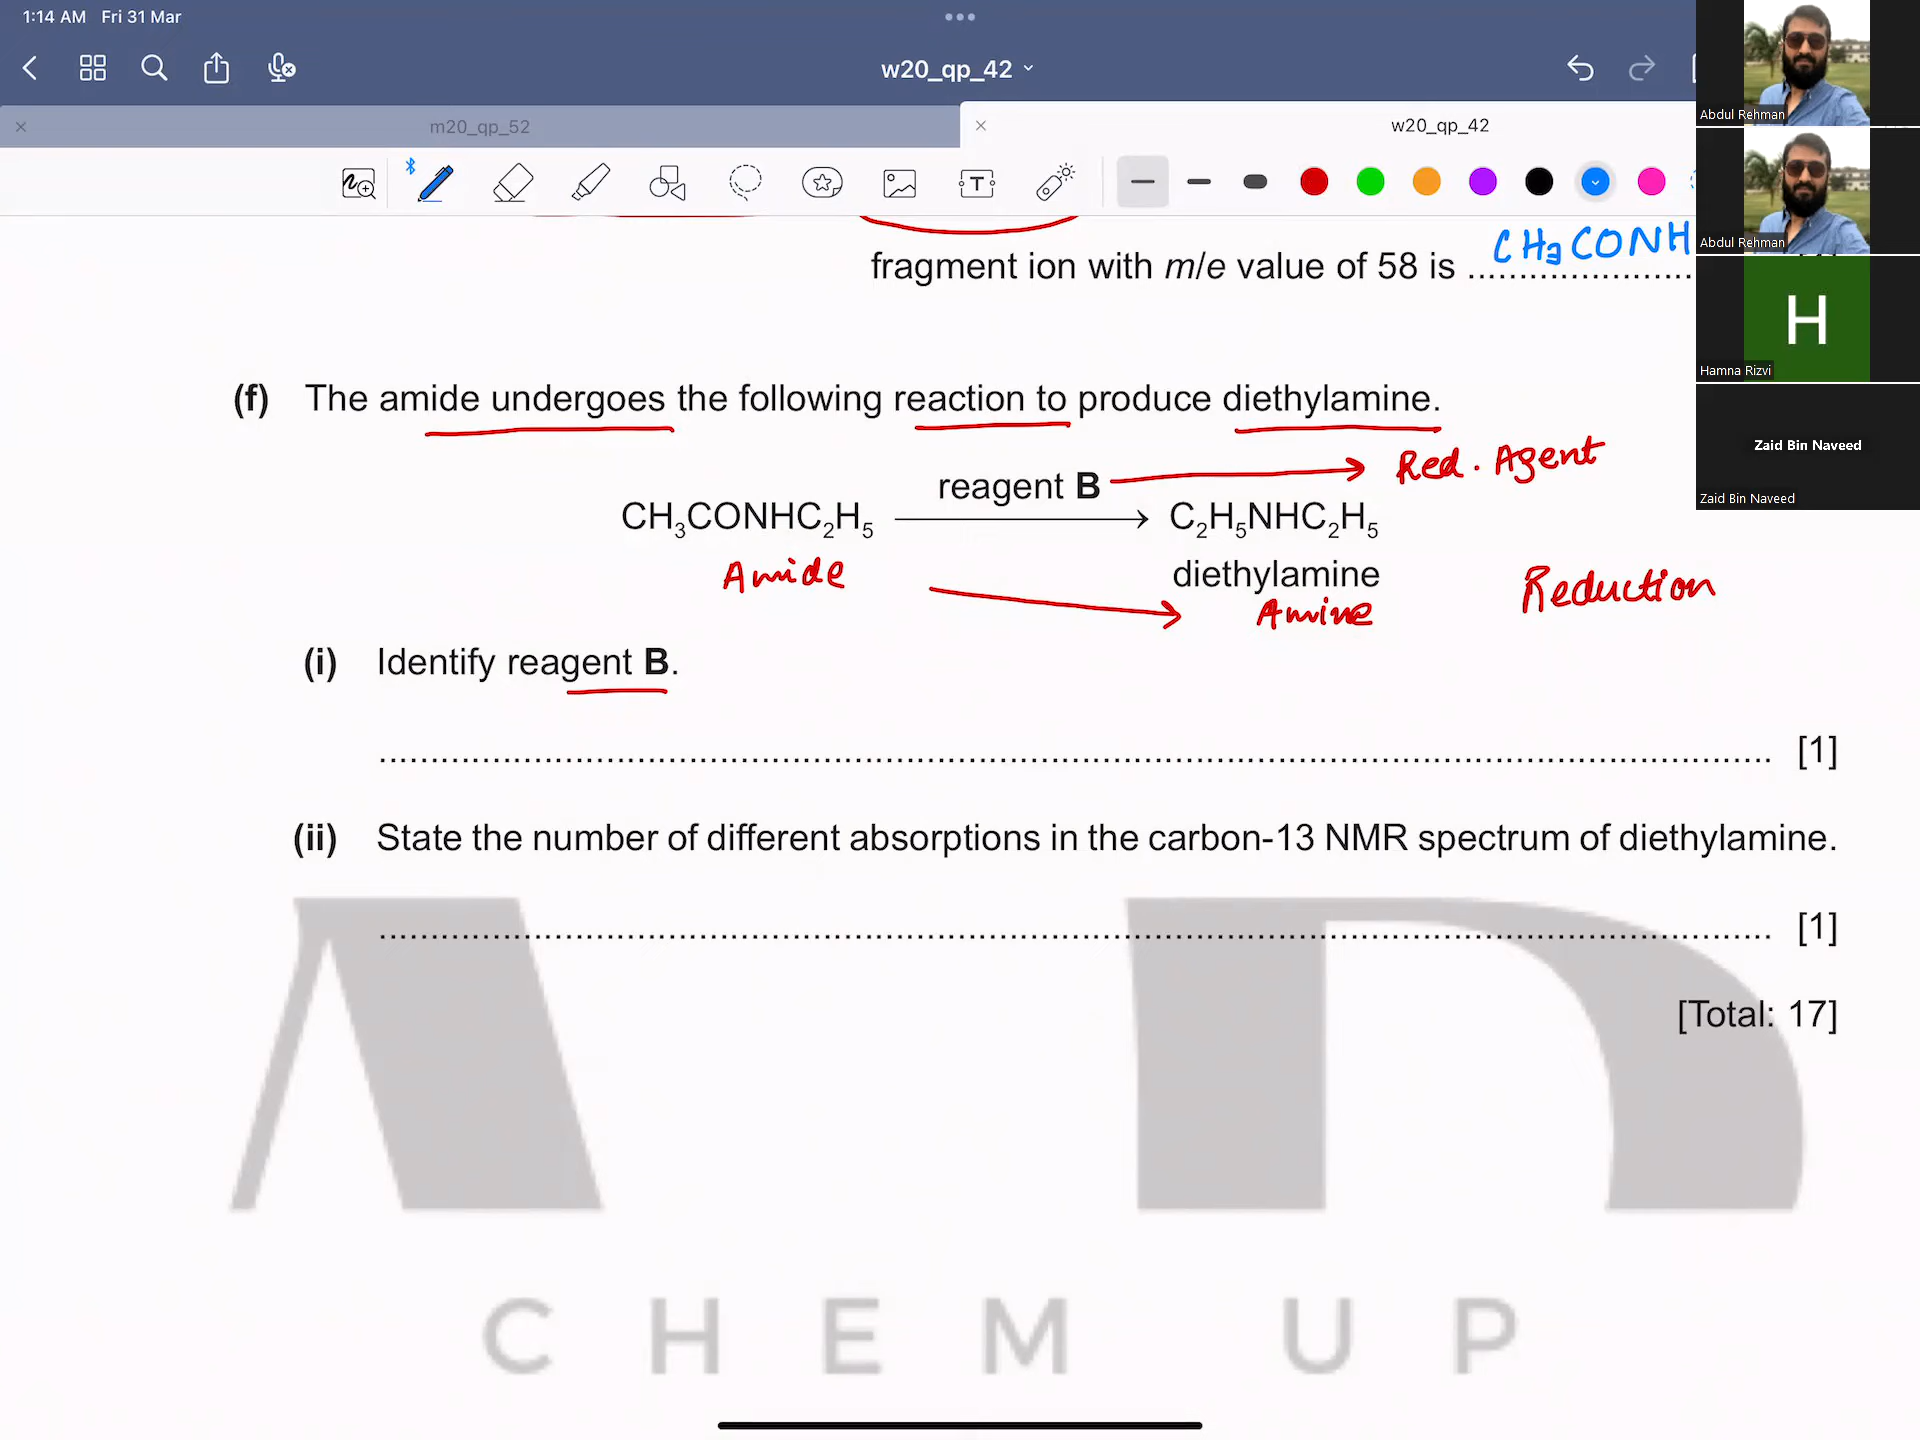 1:14 AM Fri 31 Mar
w20_qp_42
m20_qp_52
w20_qp_42
Abdul Rehman
Abdul Rehman
H
Hamna Rizvi
Zaid Bin Naveed
Zaid Bin Naveed
T
CH3CONH
fragment ion with m/e value of 58 is ......................
(f) The amide undergoes the following reaction to produce diethylamine.
reagent B
Red. Agent
CH₃CONHC₂H₅
C₂H₅NHC₂H₅
Amide
diethylamine
Amine
Reduction
(i) Identify reagent B.
.......................................................................................... [1]
(ii) State the number of different absorptions in the carbon-13 NMR spectrum of diethylamine.
.......................................................................................... [1]
[Total: 17]
CHEM UP